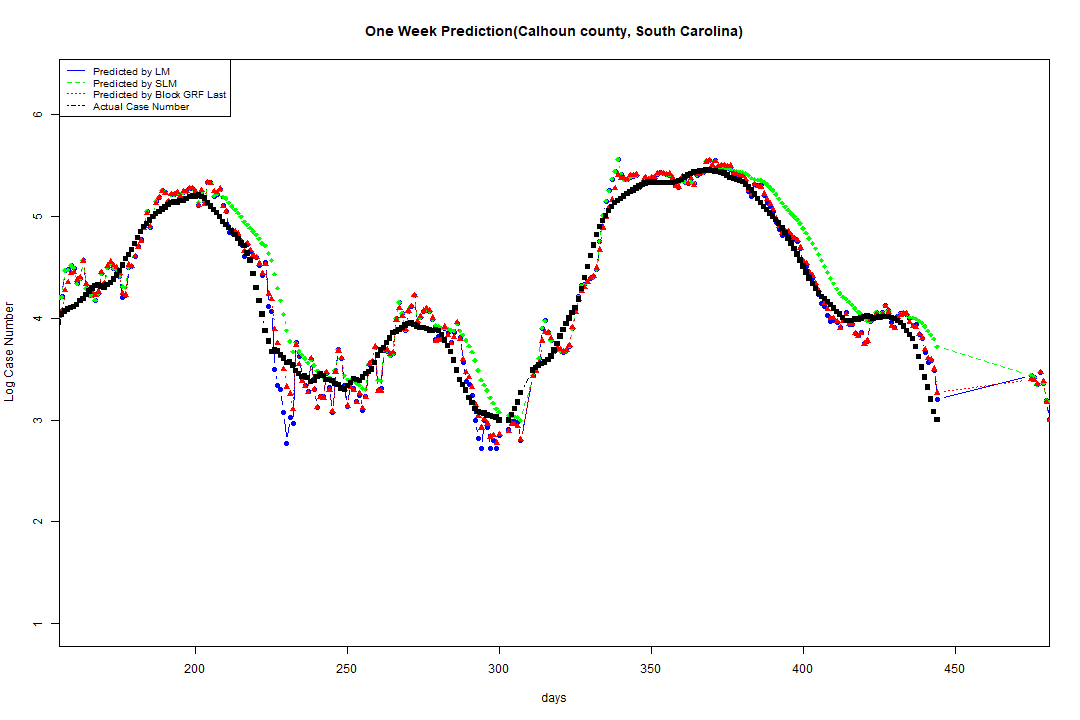 One Week Prediction(Calhoun county, South Carolina)
Predicted by LM
Predicted by SLM
Predicted by Block GRF Last
Actual Case Number
6
5
4
3
2
1
Log Case Number
200 250 300 350 400 450
days